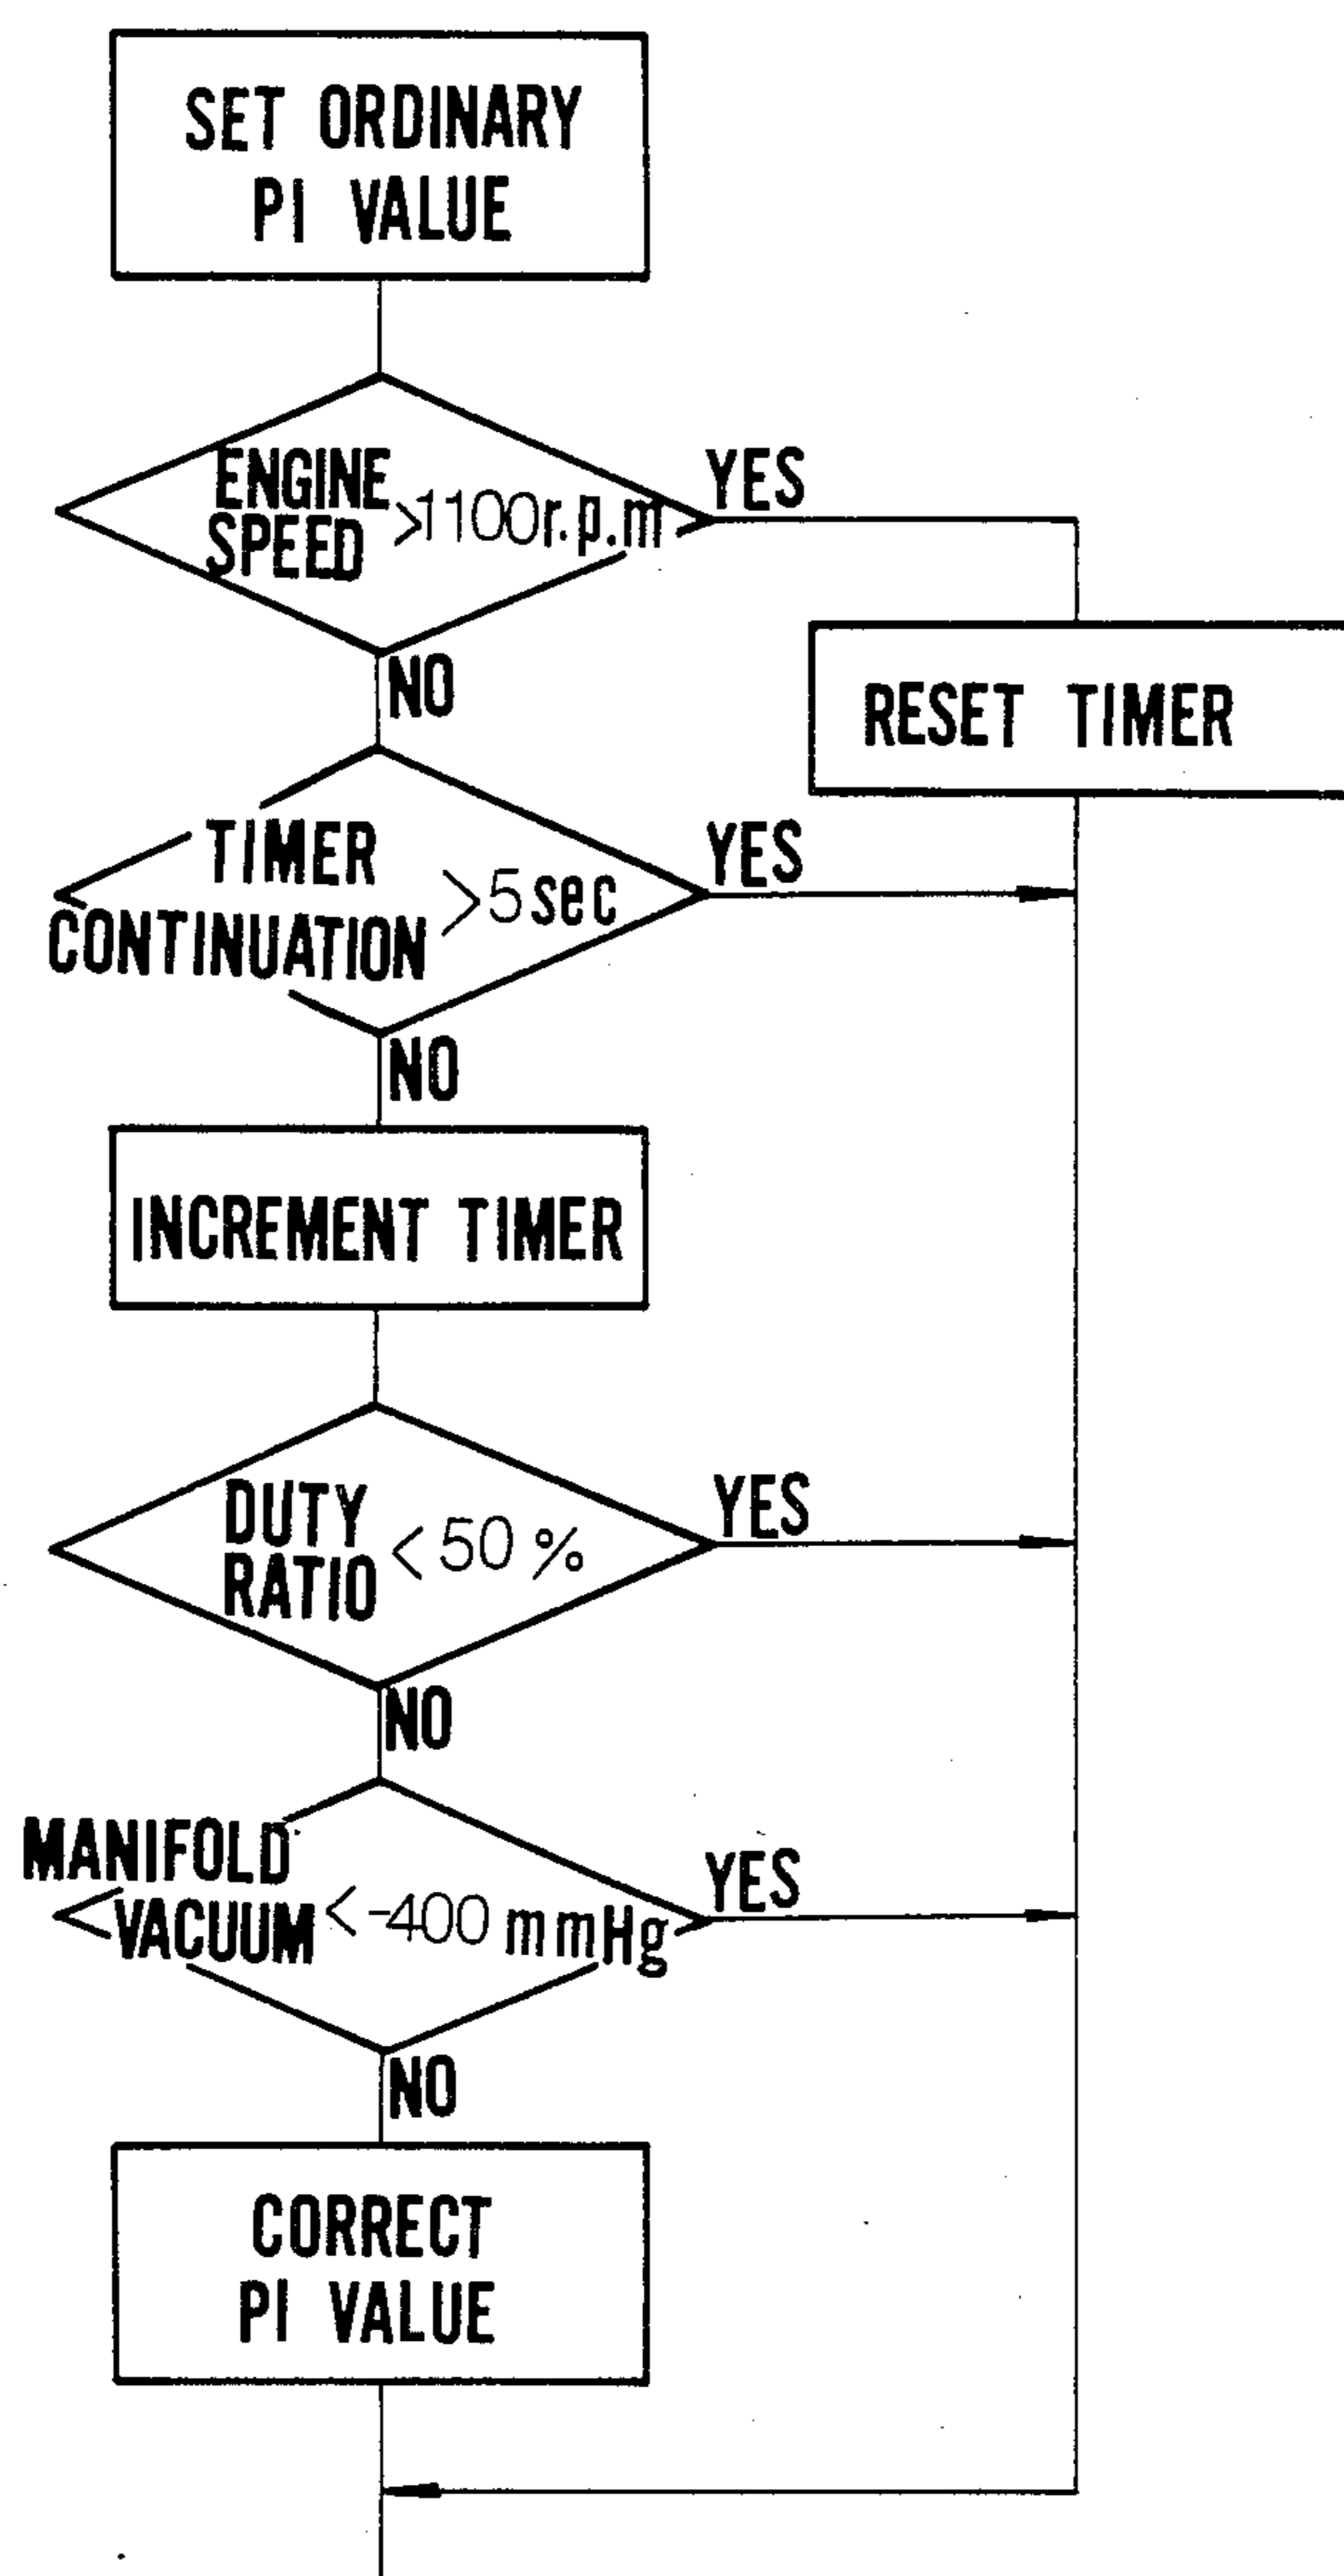 SET ORDINARY
PI VALUE
ENGINE
SPEED >1100r.p.m
YES
NO
RESET TIMER
TIMER
CONTINUATION >5sec
YES
NO
INCREMENT TIMER
DUTY
RATIO <50%
YES
NO
MANIFOLD
VACUUM <-400 mmHg
YES
NO
CORRECT
PI VALUE